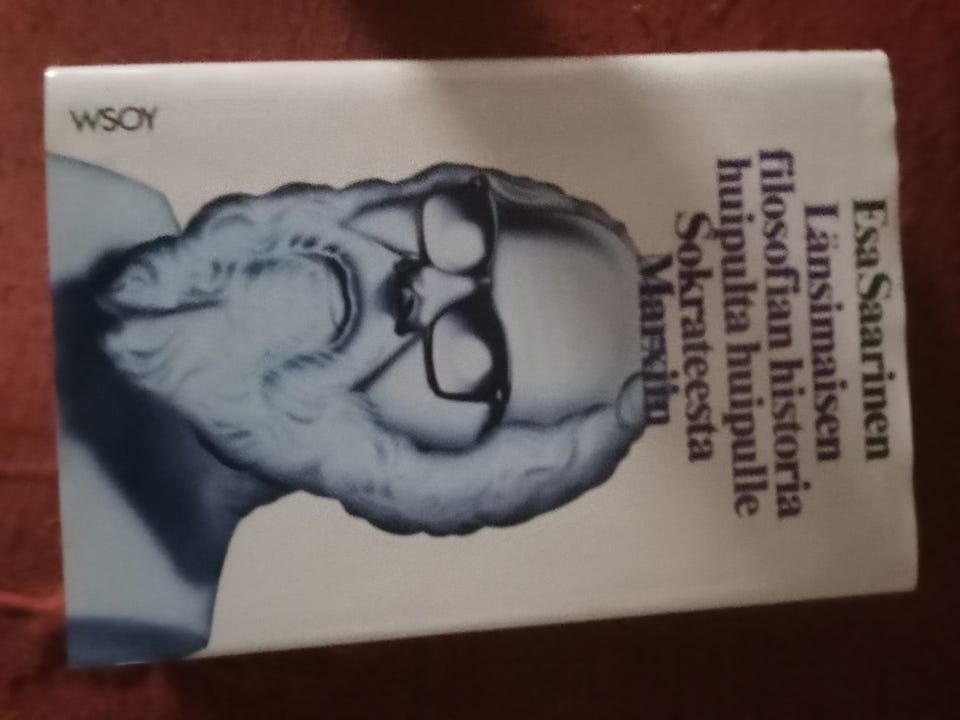 Esa Saarinen
Länsimaisen
filosofian historia
huipulta huipulle
Sokrateesta
Marxiin
WSOY